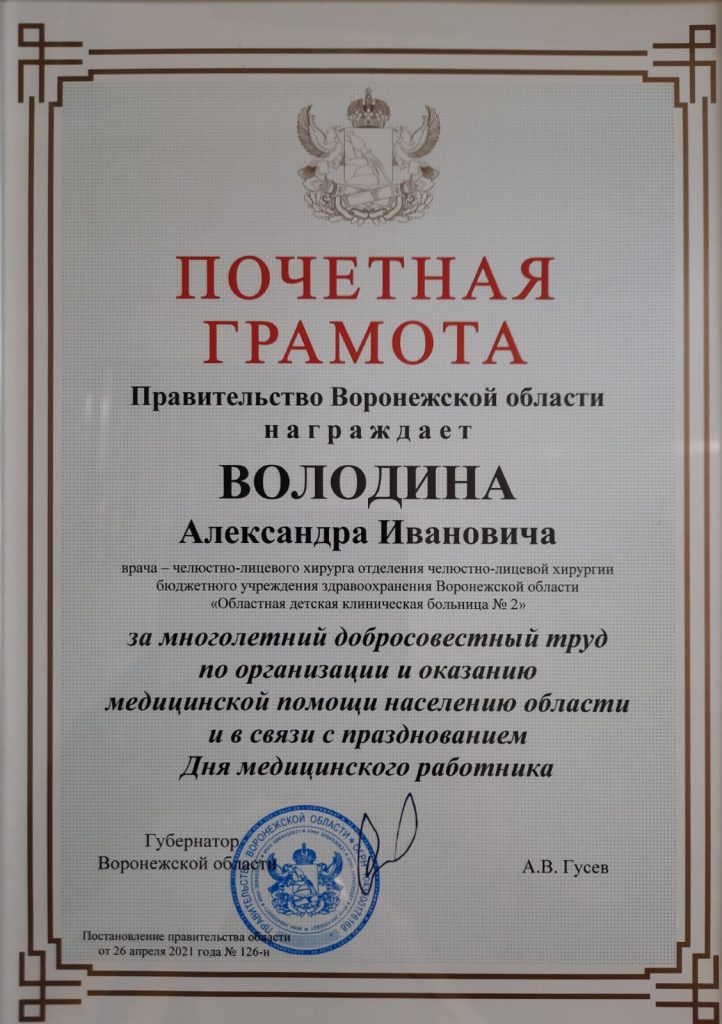 ПОЧЕТНАЯ
ГРАМОТА
Правительство Воронежской области
награждает
ВОЛОДИНА
Александра Ивановича
врача – челюстно-лицевого хирурга отделения челюстно-лицевой хирургии
бюджетного учреждения здравоохранения Воронежской области
«Областная детская клиническая больница № 2»
за многолетний добросовестный труд
по организации и оказанию
медицинской помощи населению области
и в связи с празднованием
Дня медицинского работника
Губернатор
Воронежской области
А.В. Гусев
ПРАВИТЕЛЬСТВО ВОРОНЕЖСКОЙ ОБЛАСТИ
Постановление правительства области
от 26 апреля 2021 года № 126-н